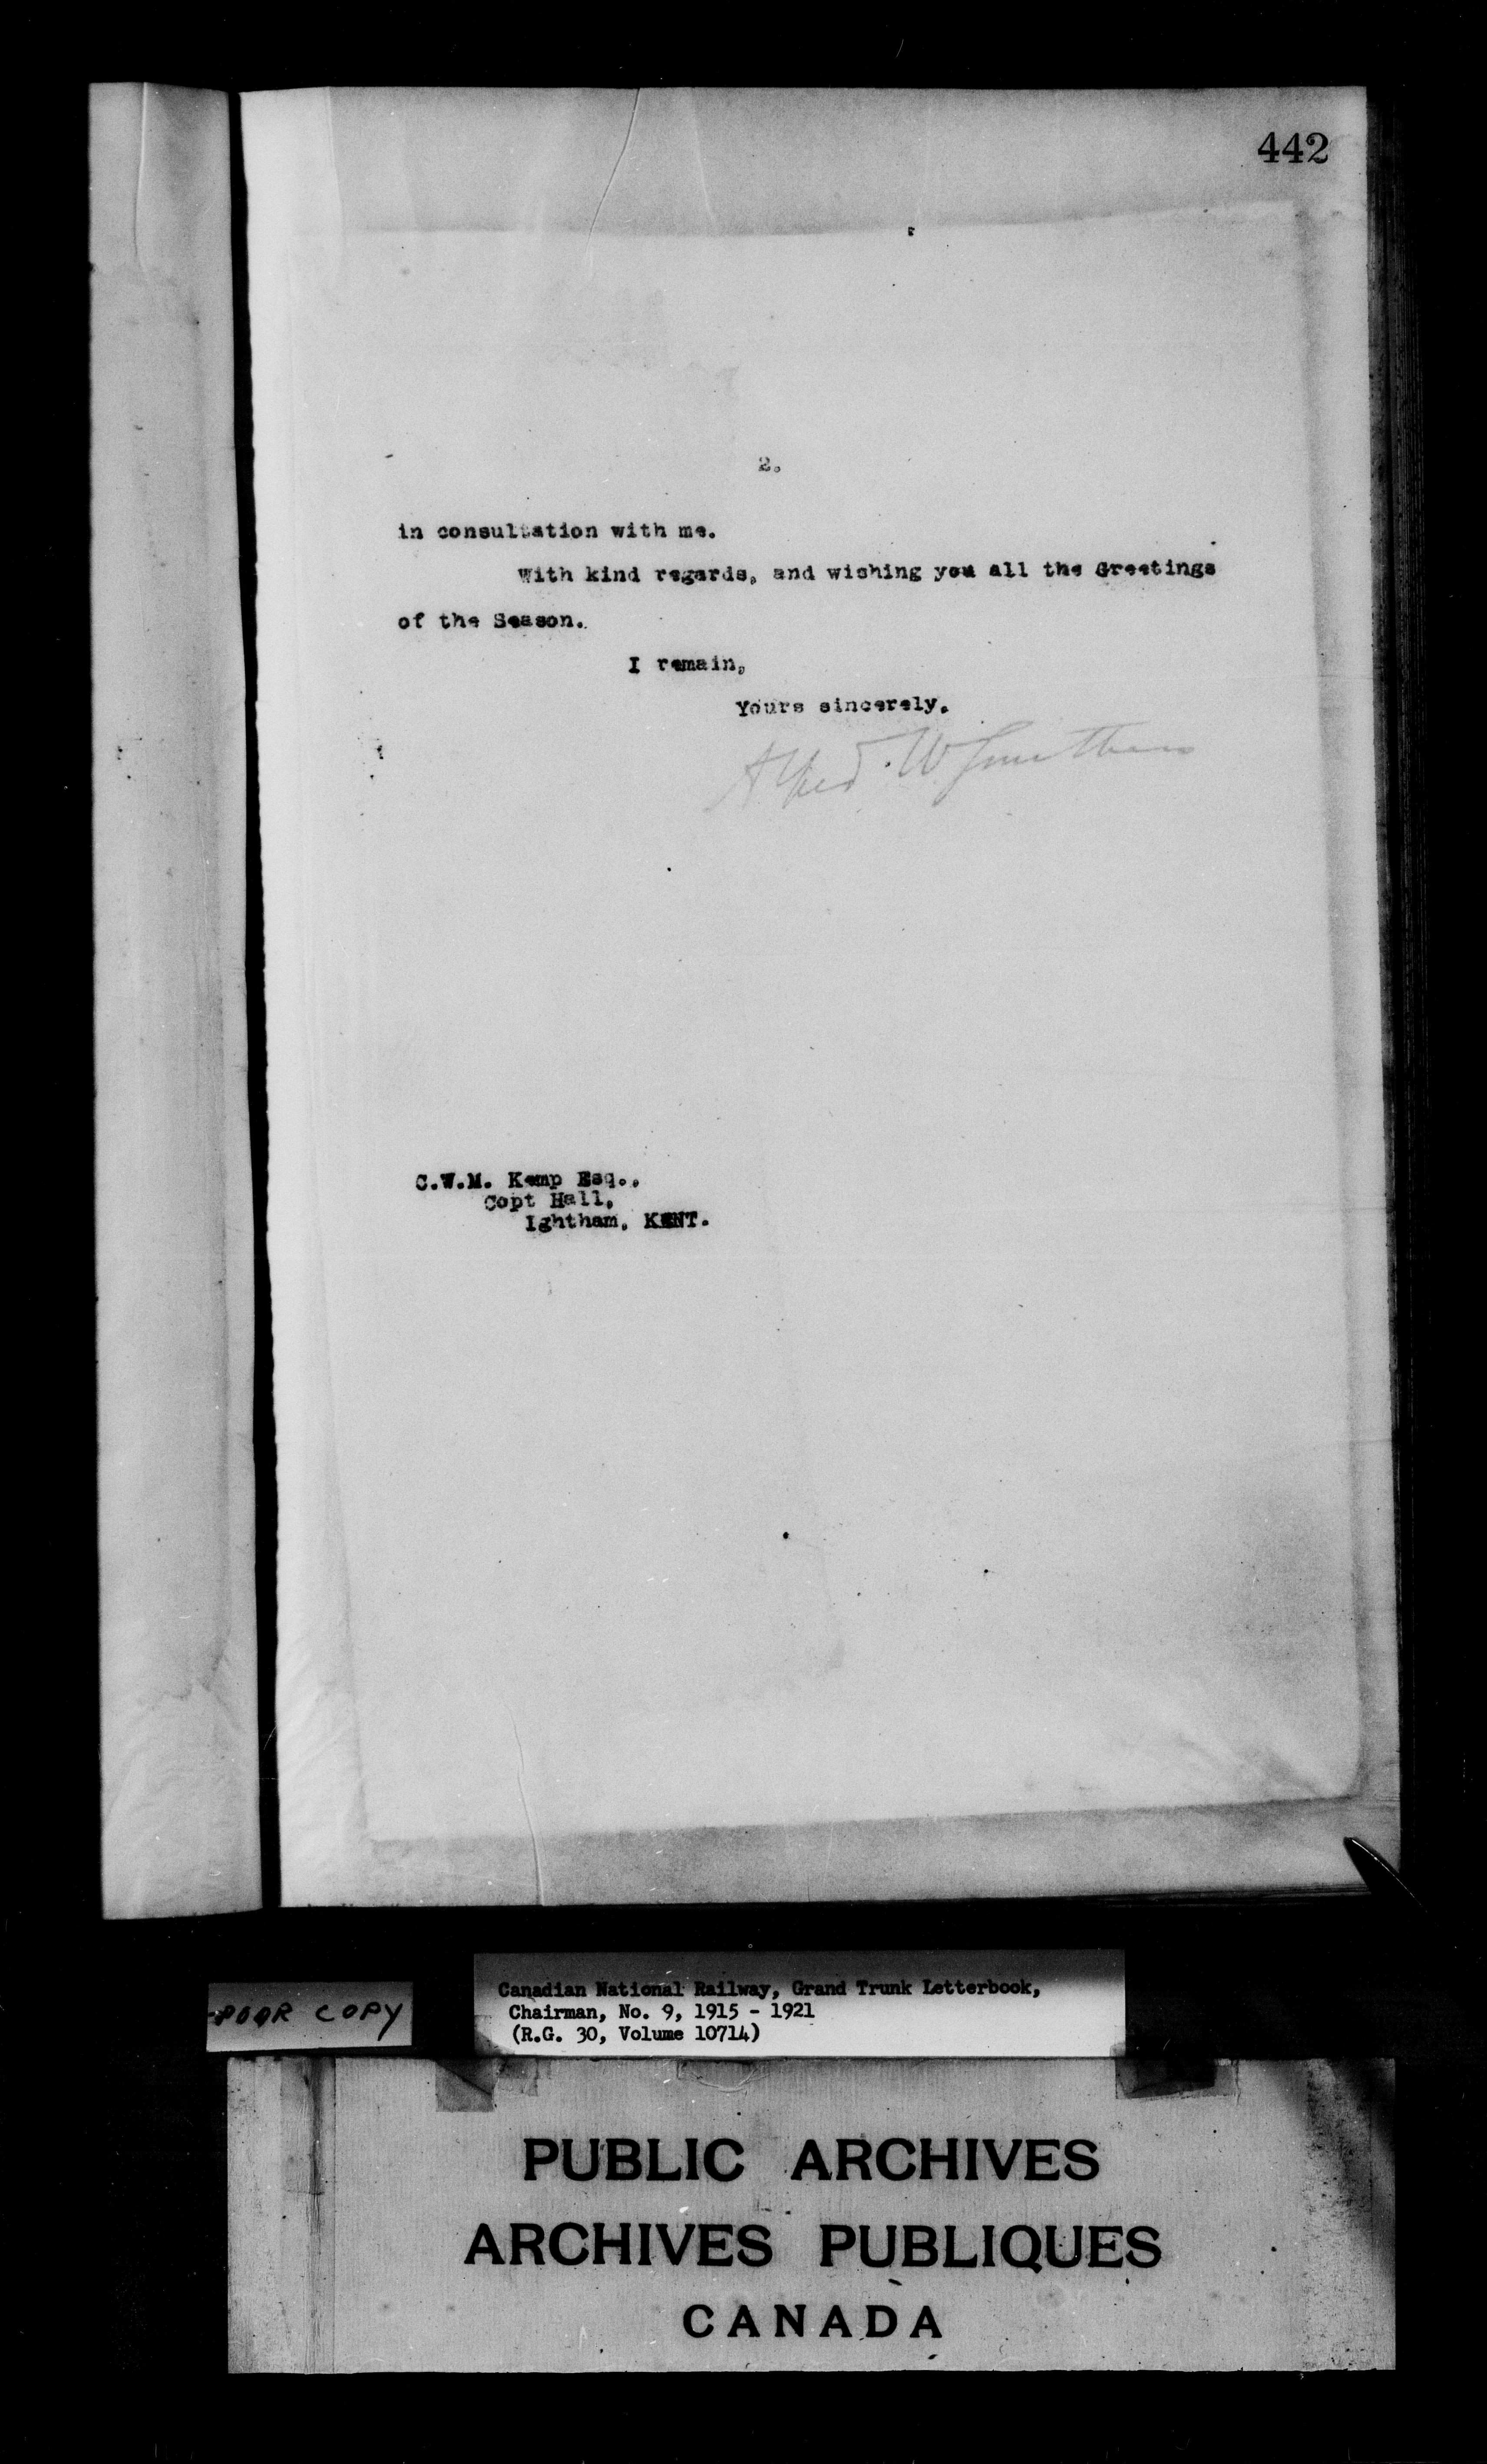 442
2.
in consultation with me.
With kind regards, and wishing you all the Greetings
of the Season.
I remain,
Yours sincerely.
Alfred W Smithers
C.W.M. Kemp Esq.,
Copt Hall,
Ightham, KENT.
POOR COPY
Canadian National Railway, Grand Trunk Letterbook,
Chairman, No. 9, 1915 - 1921
(R.G. 30, Volume 10714)
PUBLIC ARCHIVES
ARCHIVES PUBLIQUES
CANADA